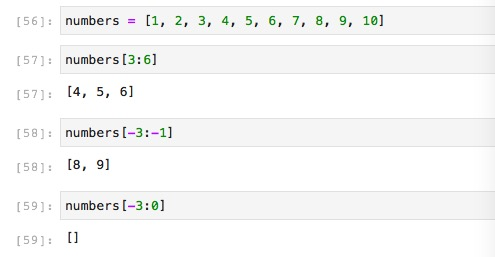 [56]: numbers = [1, 2, 3, 4, 5, 6, 7, 8, 9, 10]
[57]: numbers[3:6]
[57]: [4, 5, 6]
[58]: numbers[-3:-1]
[58]: [8, 9]
[59]: numbers[-3:0]
[59]: []